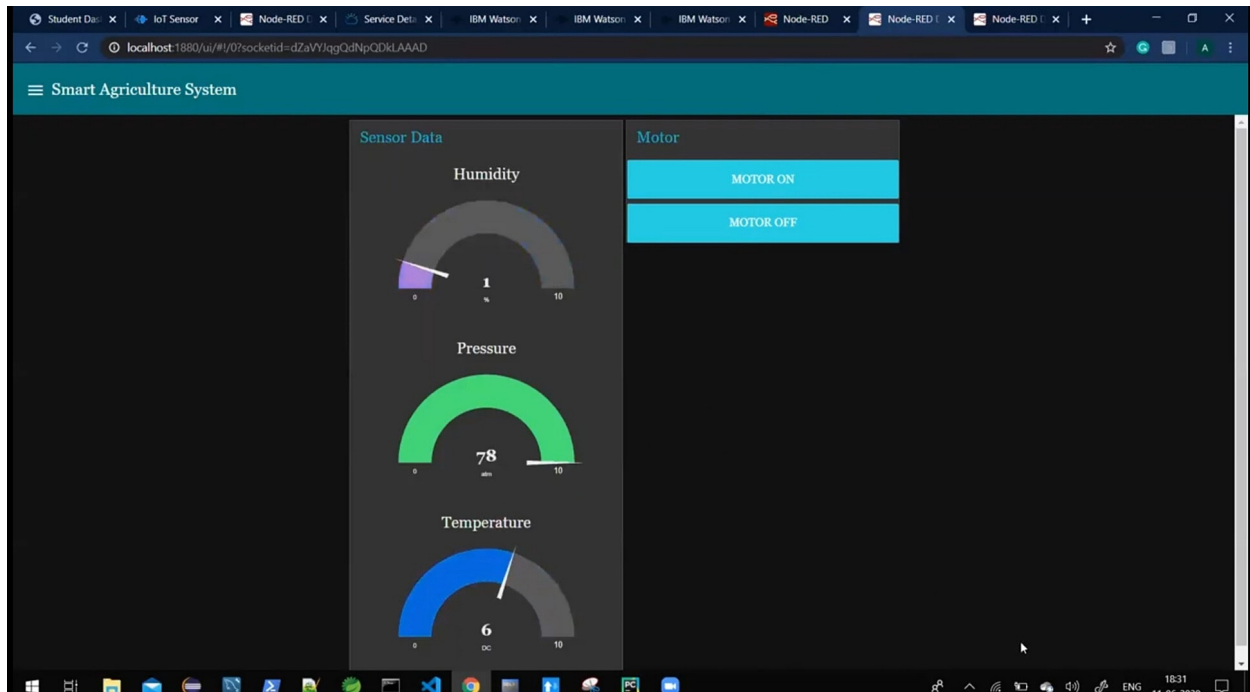 Student Das
IoT Sensor
Node-RED D
Service Deta
IBM Watson
IBM Watson
IBM Watson
Node-RED
Node-RED D
Node-RED D
localhost:1880/ui/#!/0?socketid=dZaVYJqgQdNpQDkLAAAD
A
Smart Agriculture System
Sensor Data
Humidity
1
%
0
10
Pressure
78
atm
0
10
Temperature
6
DC
0
10
Motor
MOTOR ON
MOTOR OFF
PC
ENG
18:31